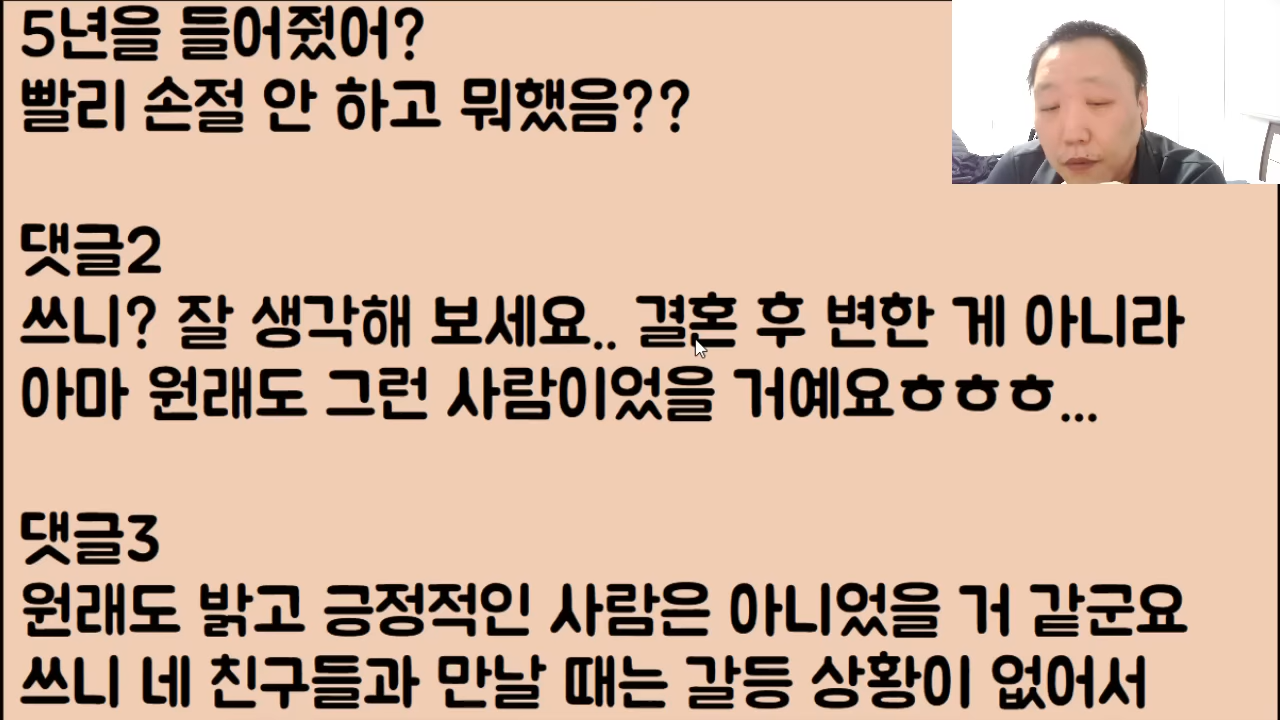 5년을 들어줬어?
빨리 손절 안 하고 뭐했음??
댓글2
쓰니? 잘 생각해 보세요.. 결혼 후 변한 게 아니라
아마 원래도 그런 사람이었을 거예요ㅎㅎㅎ...
댓글3
원래도 밝고 긍정적인 사람은 아니었을 거 같군요
쓰니 네 친구들과 만날 때는 갈등 상황이 없어서